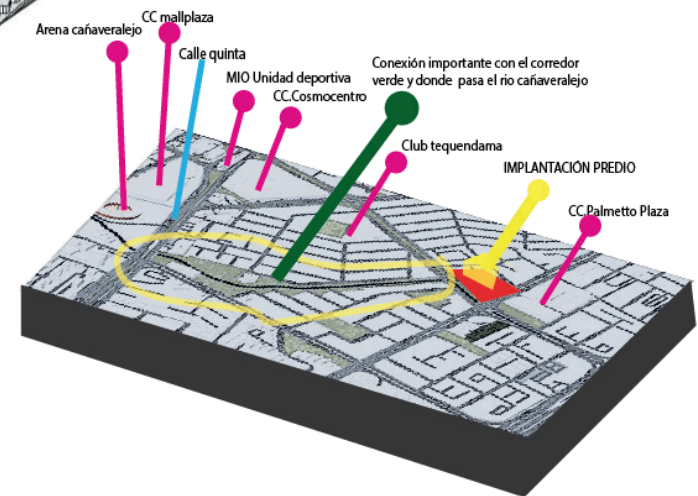 CC mallplaza
Arena cañaveralejo
Calle quinta
MIO Unidad deportiva
CC.Cosmocentro
Conexión importante con el corredor
verde y donde  pasa el rio cañaveralejo
Club tequendama
IMPLANTACIÓN PREDIO
CC.Palmetto Plaza